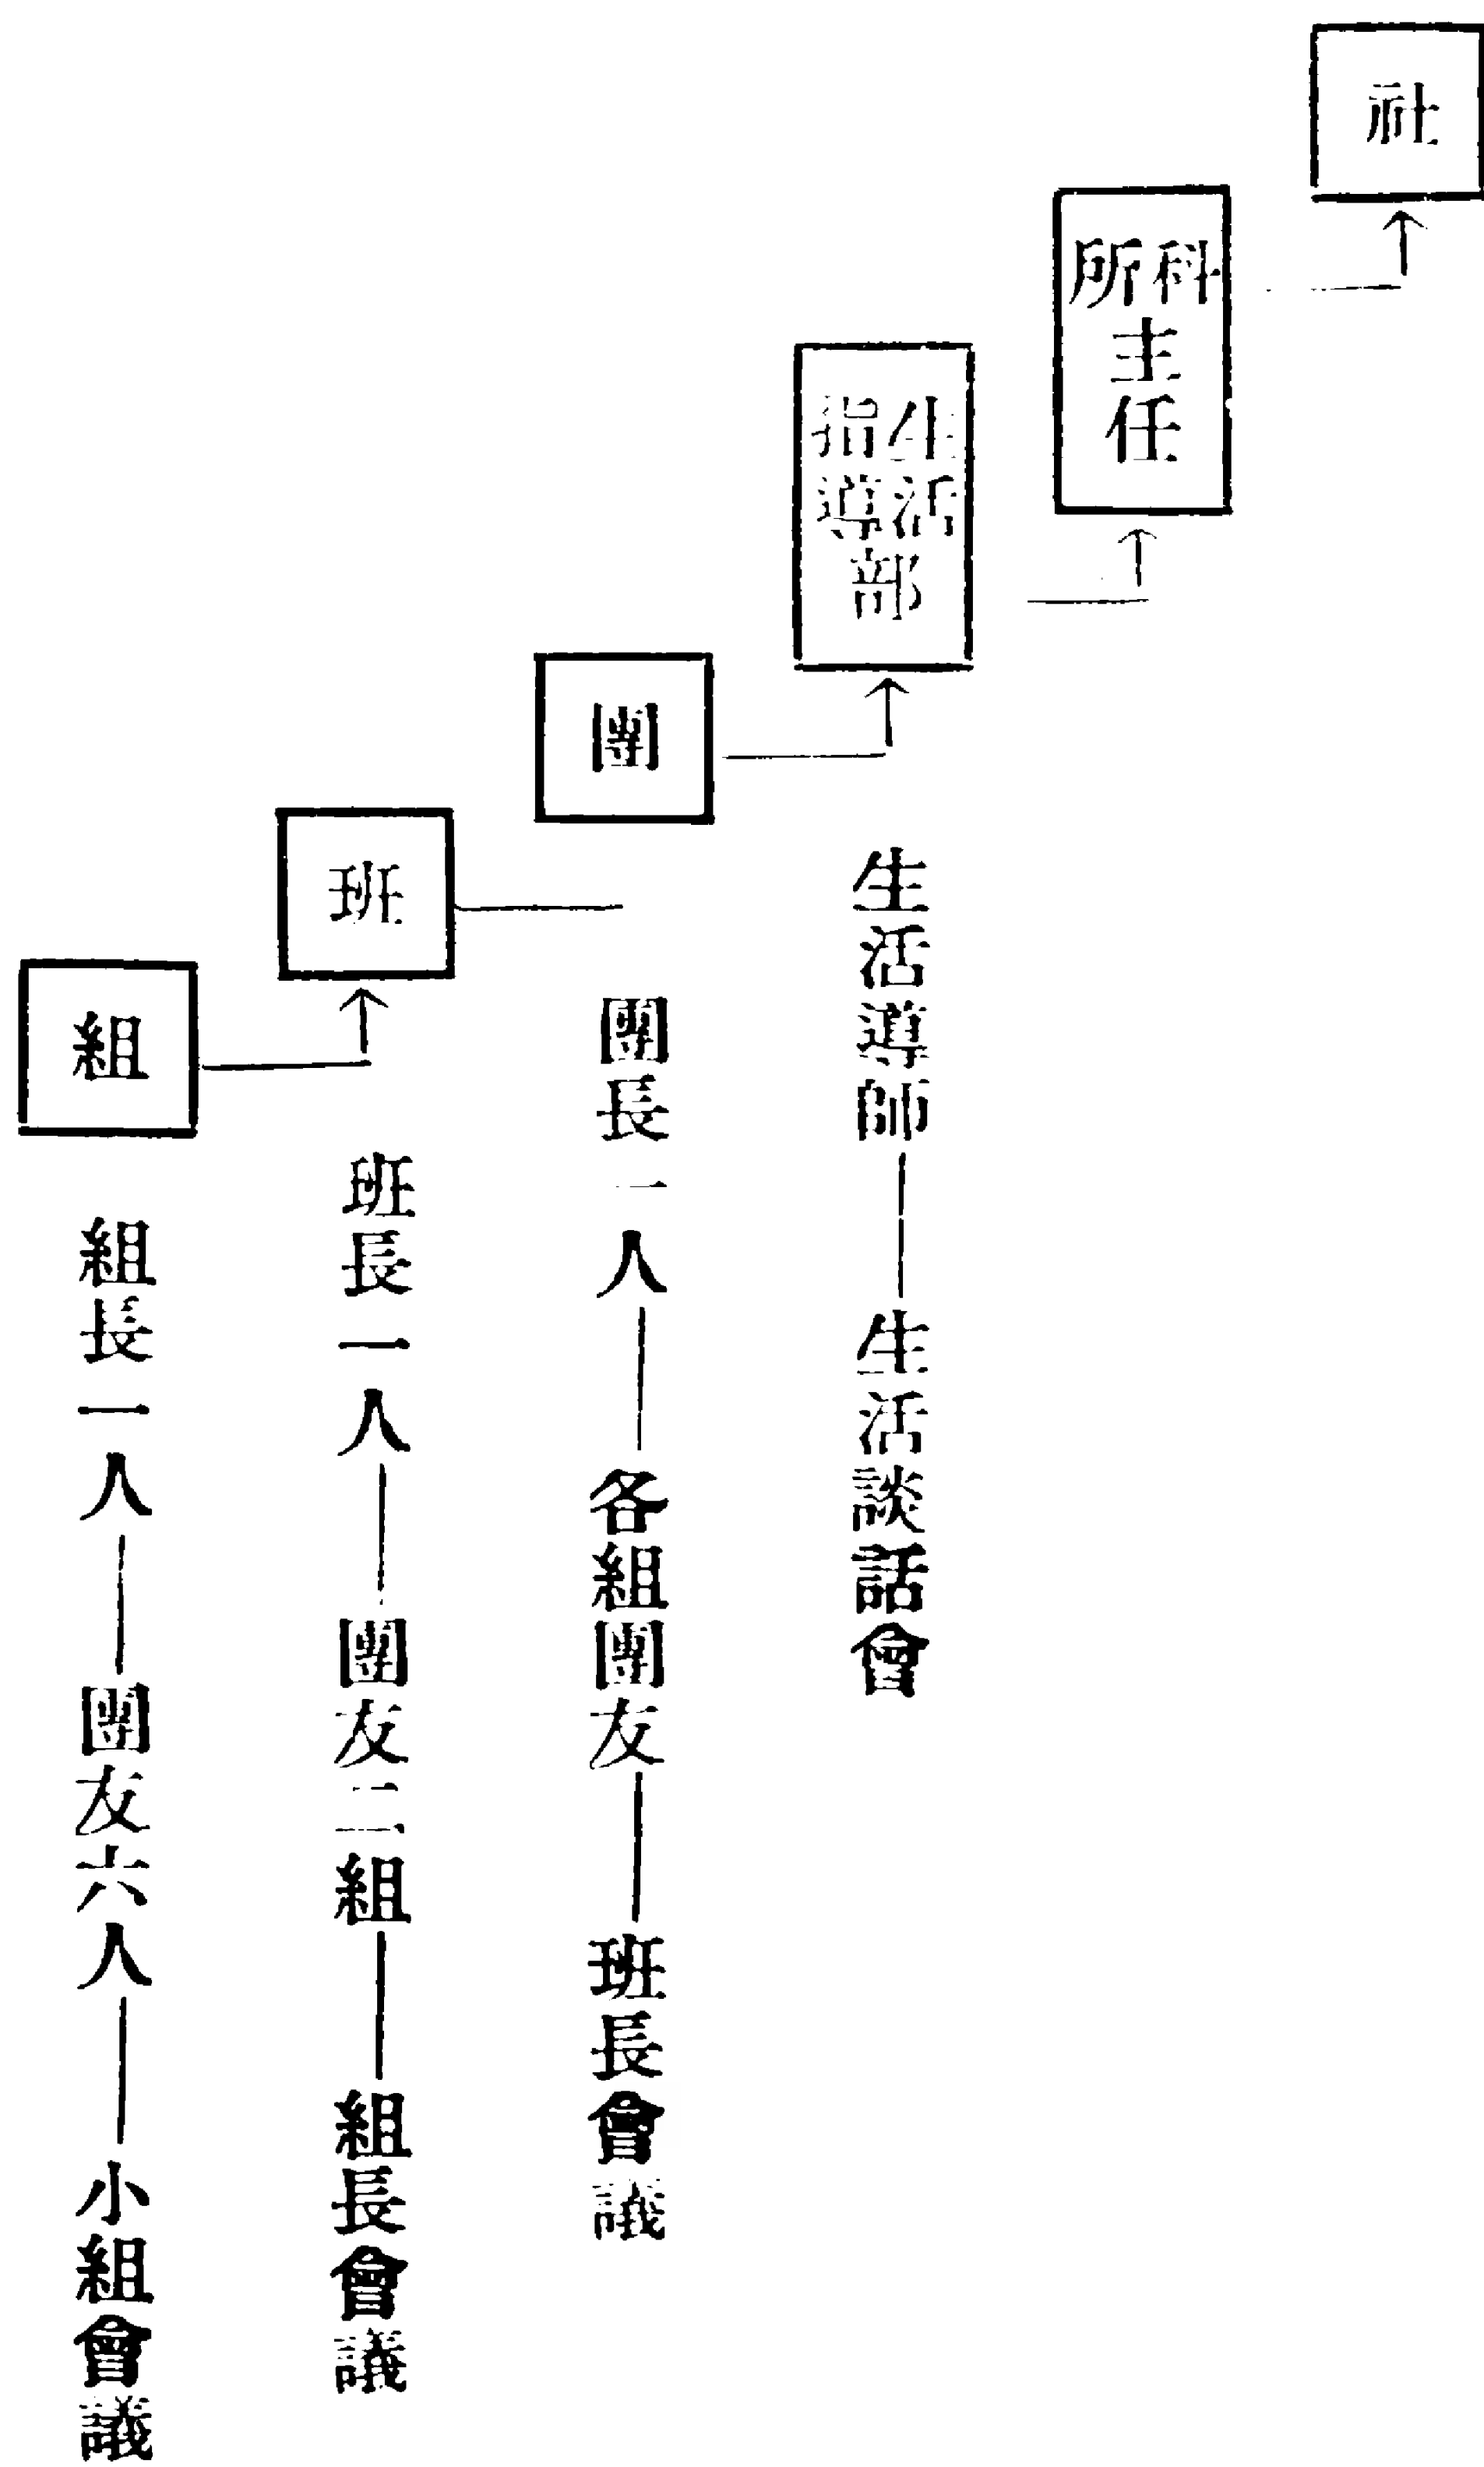 社
科所主任
生活指導部
生活導師——生活談話會
團
團長一人——各組團友——班長會議
班
班長一人——團友二組——組長會議
組
組長一人——團友六人——小組會議